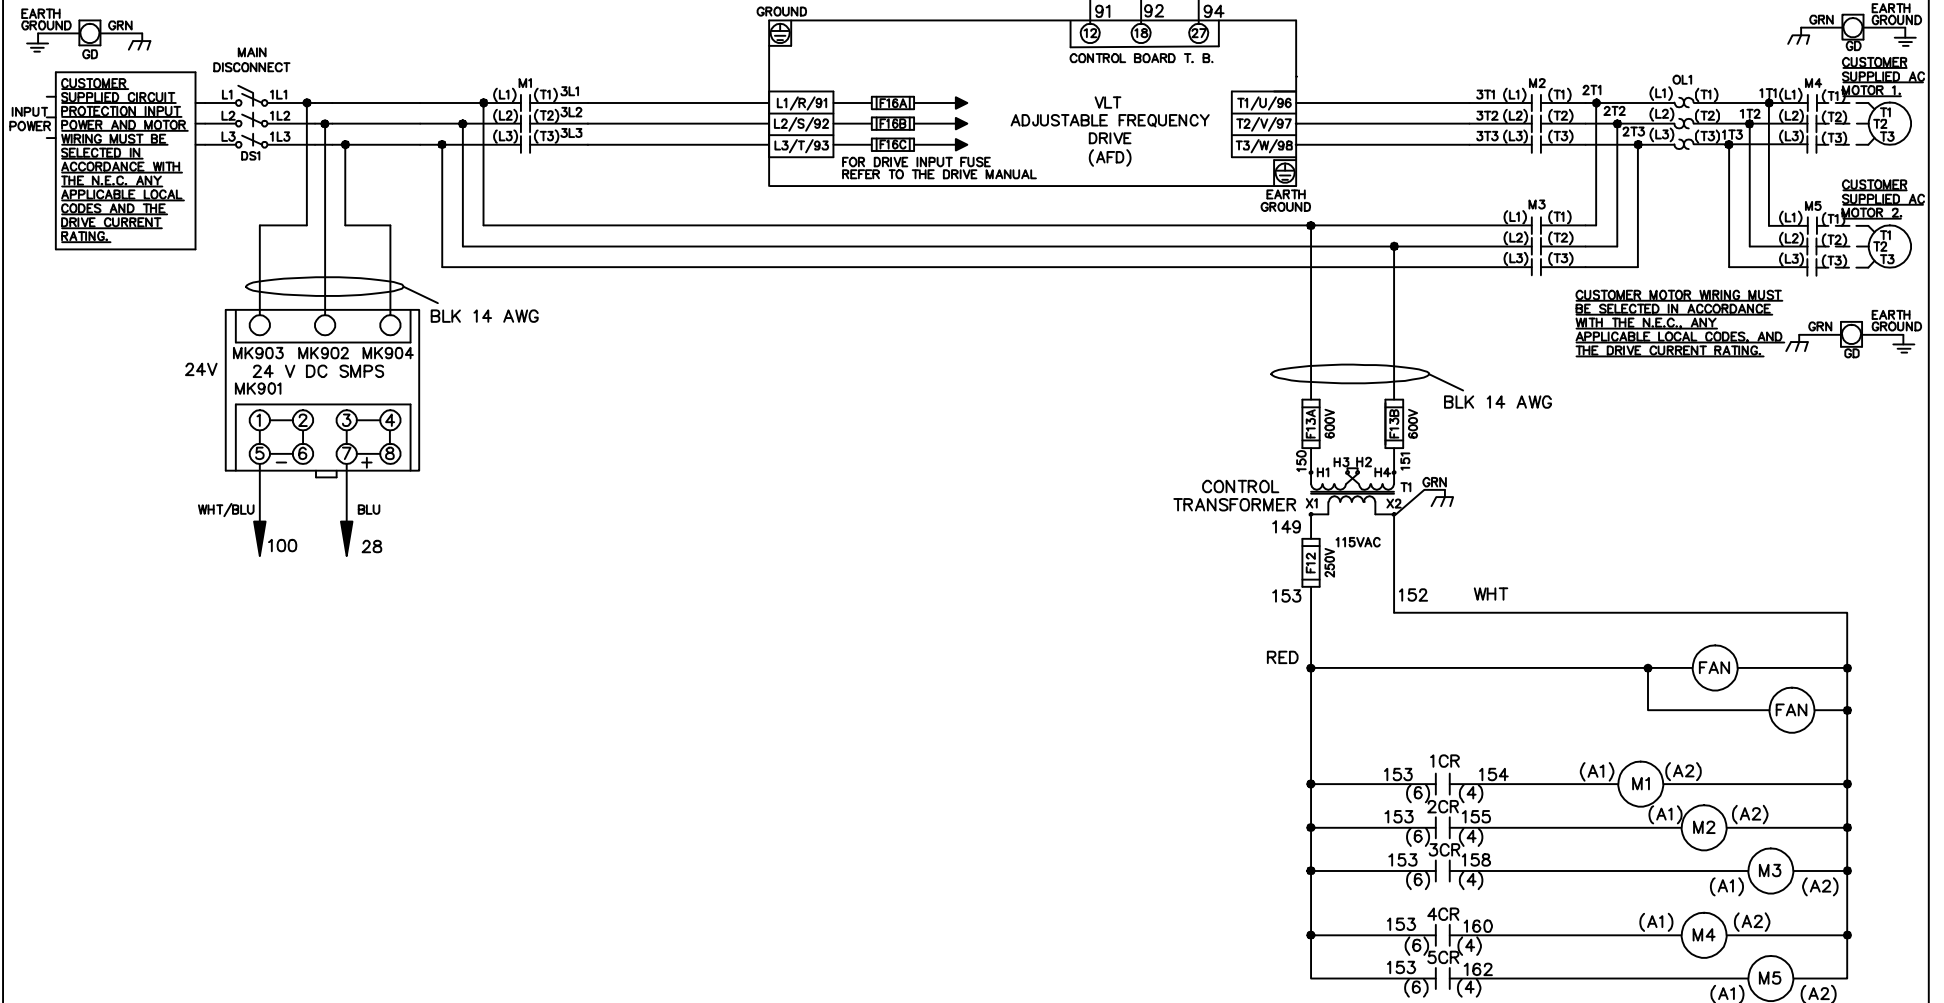 EARTH
GROUND
GRN
GD
GROUND
91
92
94
12
18
27
CONTROL BOARD T. B.
GRN
EARTH
GROUND
GD
MAIN
DISCONNECT
INPUT
POWER
CUSTOMER
SUPPLIED CIRCUIT
PROTECTION INPUT
POWER AND MOTOR
WIRING MUST BE
SELECTED IN
ACCORDANCE WITH
THE N.E.C. ANY
APPLICABLE LOCAL
CODES AND THE
DRIVE CURRENT
RATING.
L1
1L1
L2
1L2
L3
1L3
DS1
M1
(L1)
(T1)
3L1
(L2)
(T2)
3L2
(L3)
(T3)
3L3
L1/R/91
L2/S/92
L3/T/93
F16A
F16B
F16C
FOR DRIVE INPUT FUSE
REFER TO THE DRIVE MANUAL
VLT
ADJUSTABLE FREQUENCY
DRIVE
(AFD)
T1/U/96
T2/V/97
T3/W/98
EARTH
GROUND
M2
3T1 (L1)
(T1)
2T1
3T2 (L2)
(T2)
2T2
3T3 (L3)
(T3)
2T3
OL1
(L1)
(T1)
1T1
(L2)
(T2)
1T2
(L3)
(T3)
1T3
M4
(L1)
(T1)
(L2)
(T2)
(L3)
(T3)
CUSTOMER
SUPPLIED AC
MOTOR 1.
T1
T2
T3
M3
(L1)
(T1)
(L2)
(T2)
(L3)
(T3)
M5
(L1)
(T1)
(L2)
(T2)
(L3)
(T3)
CUSTOMER
SUPPLIED AC
MOTOR 2.
T1
T2
T3
CUSTOMER MOTOR WIRING MUST
BE SELECTED IN ACCORDANCE
WITH THE N.E.C., ANY
APPLICABLE LOCAL CODES, AND
THE DRIVE CURRENT RATING.
GRN
EARTH
GROUND
GD
BLK 14 AWG
MK903
MK902
MK904
24V
24 V DC SMPS
MK901
1
2
3
4
5
−
6
7
+
8
WHT/BLU
BLU
100
28
BLK 14 AWG
F13A
600V
F13B
600V
150
151
H1
H3
H2
H4
T1
GRN
CONTROL
TRANSFORMER
X1
X2
149
115VAC
F12
250V
153
152
WHT
RED
FAN
FAN
1CR
153
154
(6)
(4)
(A1)
M1
(A2)
2CR
153
155
(6)
(4)
(A1)
M2
(A2)
3CR
153
158
(6)
(4)
(A1)
M3
(A2)
4CR
153
160
(6)
(4)
(A1)
M4
(A2)
5CR
153
162
(6)
(4)
(A1)
M5
(A2)